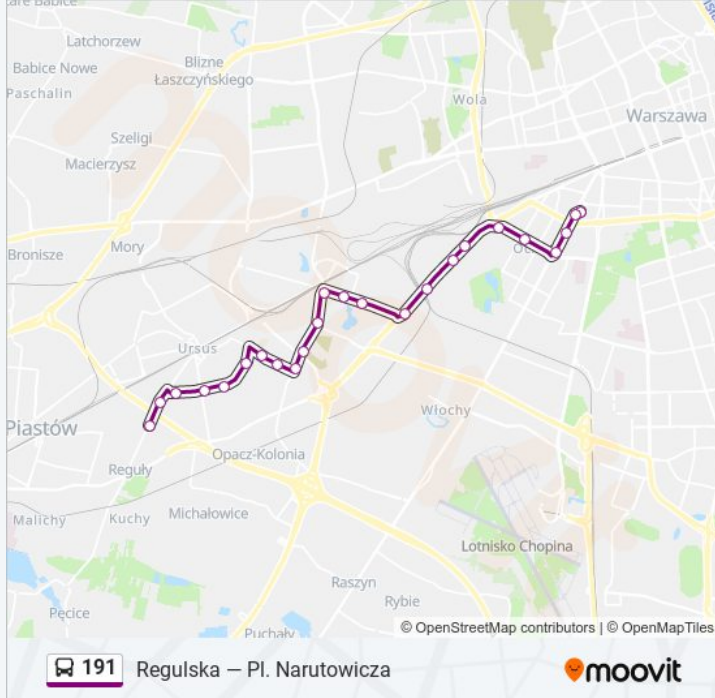 Latchorzew
Babice Nowe
Blizne
Łaszczyńskiego
Paschalin
Wola
Warszawa
Szeligi
Macierzysz
Mory
Bronisze
Ursus
Piastów
Włochy
Opacz-Kolonia
Reguły
Malichy
Kuchy
Michałowice
Lotnisko Chopina
Raszyn
Rybie
Pęcice
Puchały
© OpenStreetMap contributors | © OpenMapTiles
191 Regulska — Pl. Narutowicza
moovit